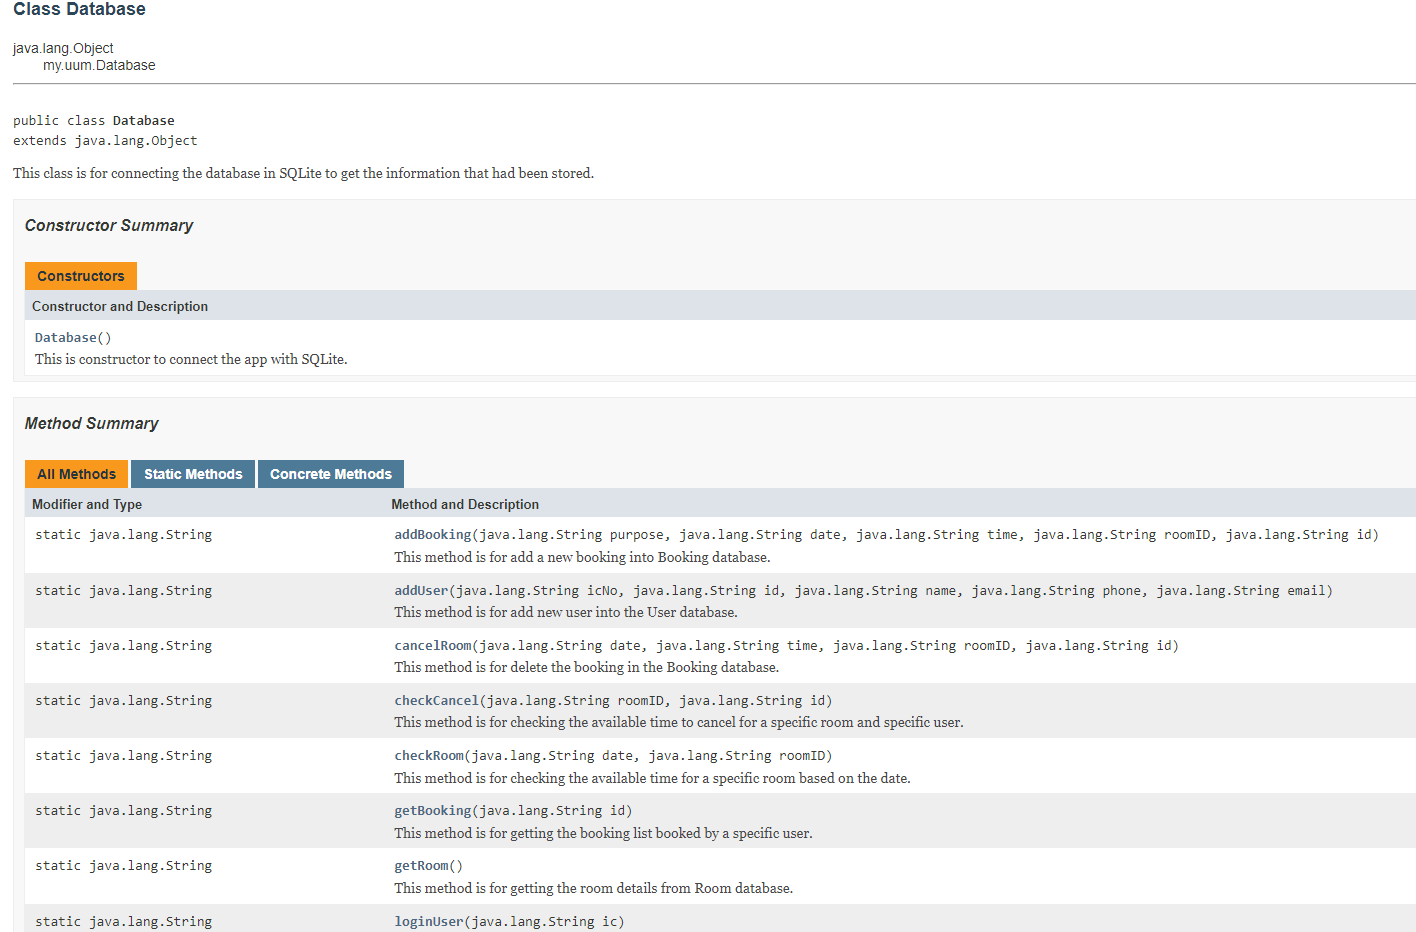 Class Database
java.lang.Object
my.uum.Database
public class Database
extends java.lang.Object
This class is for connecting the database in SQLite to get the information that had been stored.
Constructor Summary
Constructors
Constructor and Description
Database()
This is constructor to connect the app with SQLite.
Method Summary
All Methods Static Methods Concrete Methods
Modifier and Type Method and Description
static java.lang.String addBooking(java.lang.String purpose, java.lang.String date, java.lang.String time, java.lang.String roomID, java.lang.String id)
This method is for add a new booking into Booking database.
static java.lang.String addUser(java.lang.String icNo, java.lang.String id, java.lang.String name, java.lang.String phone, java.lang.String email)
This method is for add new user into the User database.
static java.lang.String cancelRoom(java.lang.String date, java.lang.String time, java.lang.String roomID, java.lang.String id)
This method is for delete the booking in the Booking database.
static java.lang.String checkCancel(java.lang.String roomID, java.lang.String id)
This method is for checking the available time to cancel for a specific room and specific user.
static java.lang.String checkRoom(java.lang.String date, java.lang.String roomID)
This method is for checking the available time for a specific room based on the date.
static java.lang.String getBooking(java.lang.String id)
This method is for getting the booking list booked by a specific user.
static java.lang.String getRoom()
This method is for getting the room details from Room database.
static java.lang.String loginUser(java.lang.String ic)